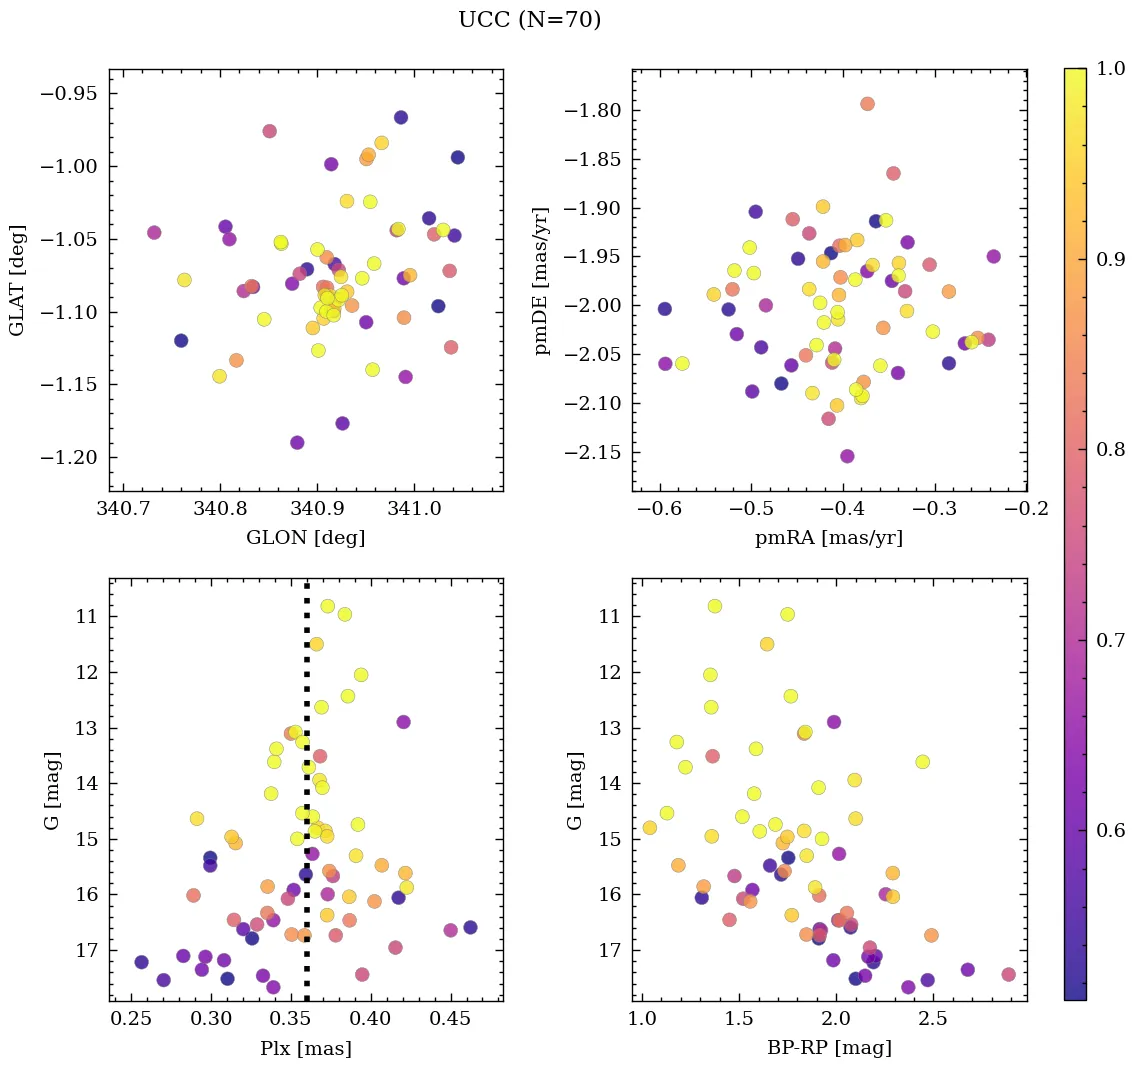 UCC (N=70)
−0.95
−1.00
−1.05
−1.10
−1.15
−1.20
GLAT [deg]
340.7 340.8 340.9 341.0
GLON [deg]
−1.80
−1.85
−1.90
−1.95
−2.00
−2.05
−2.10
−2.15
pmDE [mas/yr]
−0.6 −0.5 −0.4 −0.3 −0.2
pmRA [mas/yr]
11
12
13
14
15
16
17
G [mag]
0.25 0.30 0.35 0.40 0.45
Plx [mas]
11
12
13
14
15
16
17
G [mag]
1.0 1.5 2.0 2.5
BP-RP [mag]
1.0
0.9
0.8
0.7
0.6